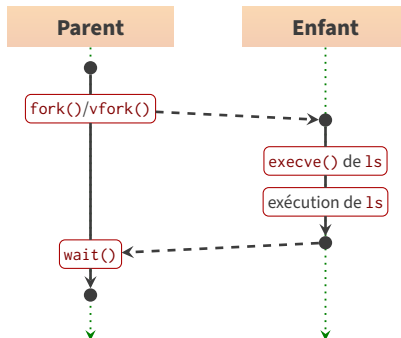 Parent
Enfant
fork()/vfork()
execve() de ls
exécution de ls
wait()